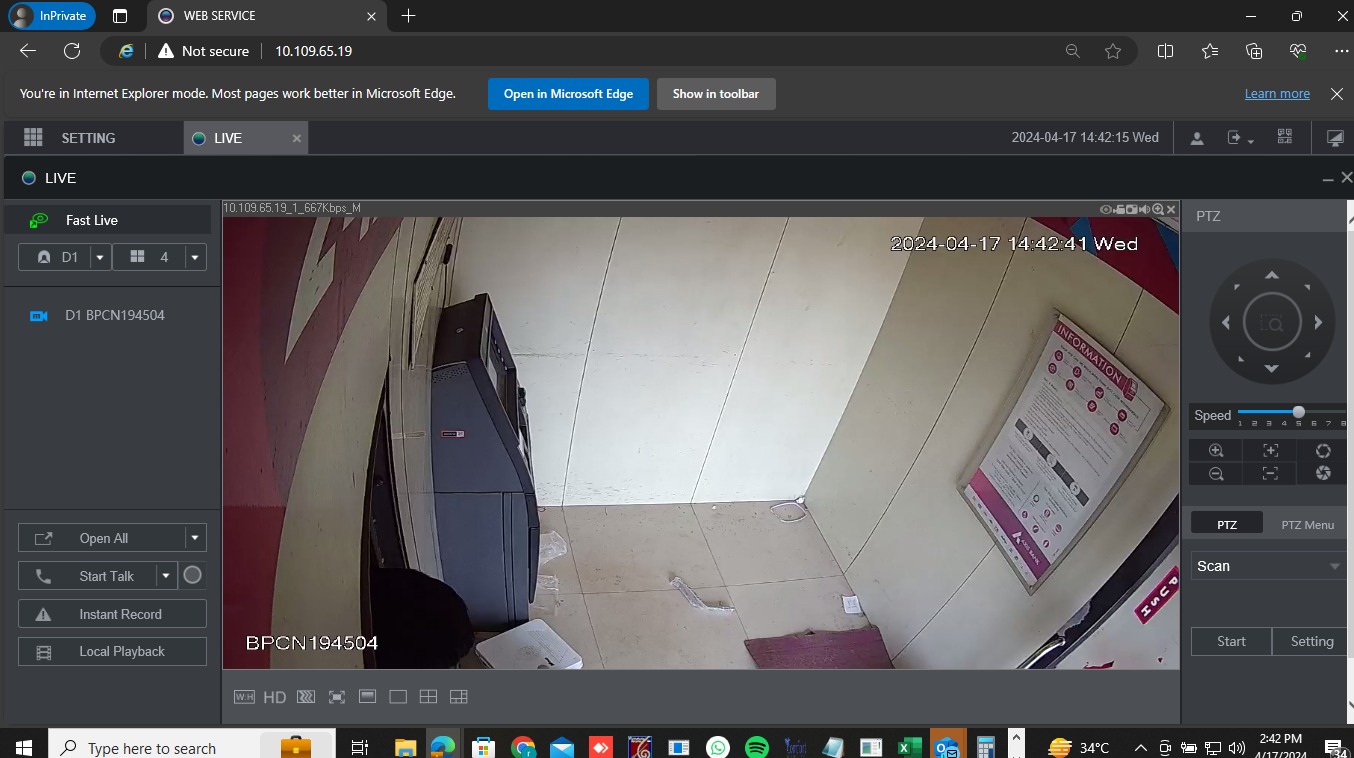 InPrivate
WEB SERVICE
Not secure
10.109.65.19
You're in Internet Explorer mode. Most pages work better in Microsoft Edge.
Open in Microsoft Edge
Show in toolbar
Learn more
SETTING
LIVE
2024-04-17 14:42:15 Wed
LIVE
Fast Live
10.109.65.19_1_667Kbps_M
PTZ
D1
4
2024-04-17 14:42:41 Wed
D1 BPCN194504
INFORMATION
Speed
1 2 3 4 5 6 7 8
AXIS BANK
PTZ
PTZ Menu
Open All
Scan
Start Talk
PUSH
Instant Record
BPCN194504
Start
Setting
Local Playback
W:H
HD
Type here to search
34°C
2:42 PM
4/17/2024
34